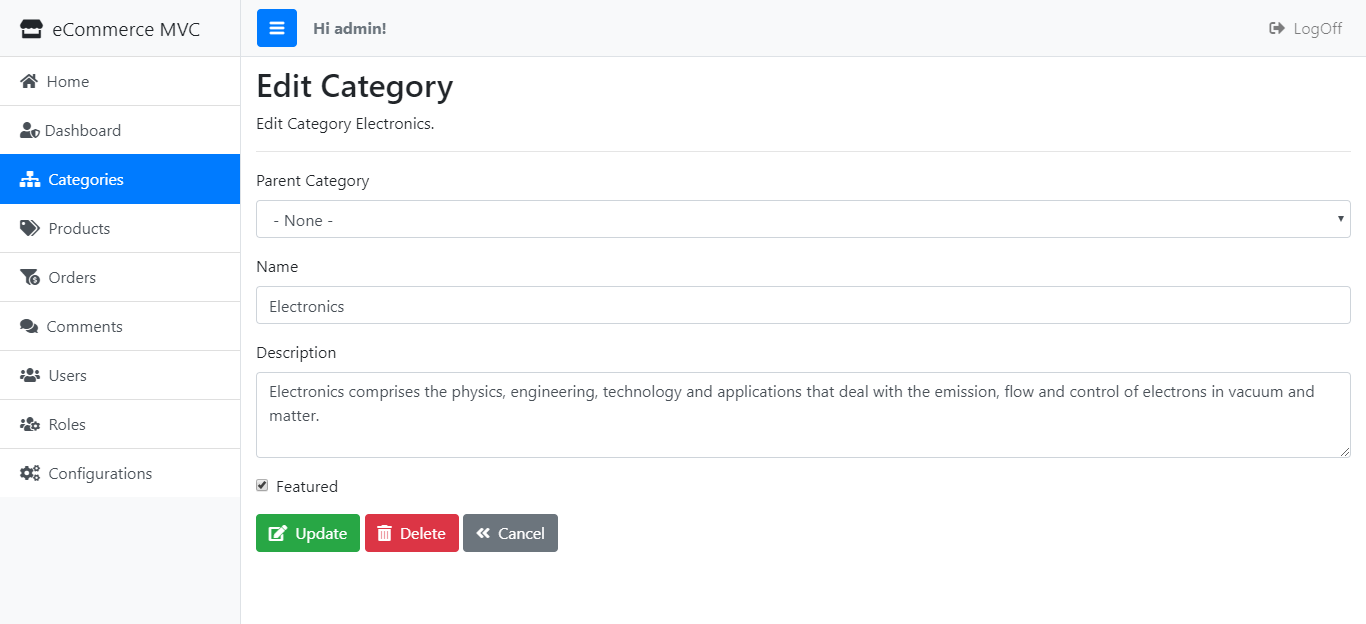 eCommerce MVC
Hi admin!
LogOff
Home
Dashboard
Categories
Products
Orders
Comments
Users
Roles
Configurations
Edit Category
Edit Category Electronics.
Parent Category
- None -
Name
Electronics
Description
Electronics comprises the physics, engineering, technology and applications that deal with the emission, flow and control of electrons in vacuum and
matter.
Featured
Update
Delete
Cancel